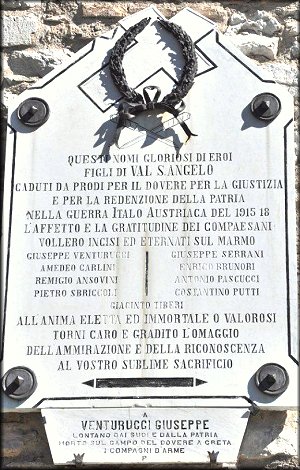 QUESTI NOMI GLORIOSI DI EROI
FIGLI DI VAL S.ANGELO
CADUTI DA PRODI PER IL DOVERE PER LA GIUSTIZIA
E PER LA REDENZIONE DELLA PATRIA
NELLA GUERRA ITALO AUSTRIACA DEL 1915 18
L'AFFETTO E LA GRATITUDINE DEI COMPAESANI
VOLLERO INCISI ED ETERNATI SUL MARMO
GIUSEPPE VENTURUCCI GIUSEPPE SERRANI
AMEDEO CARLINI ENRICO BRUNORI
REMIGIO ANSOVINI ANTONIO PASCUCCI
PIETRO SBRICCOLI COSTANTINO PUTTI
GIACINTO TIBERI
ALL'ANIMA ELETTA ED IMMORTALE O VALOROSI
TORNI CARO E GRADITO L'OMAGGIO
DELL'AMMIRAZIONE E DELLA RICONOSCENZA
AL VOSTRO SUBLIME SACRIFICIO
A
VENTURUCCI GIUSEPPE
LONTANO DAI SUOI E DALLA PATRIA
MORTO SUL CAMPO DEL DOVERE A CRETA
I COMPAGNI D'ARME
P